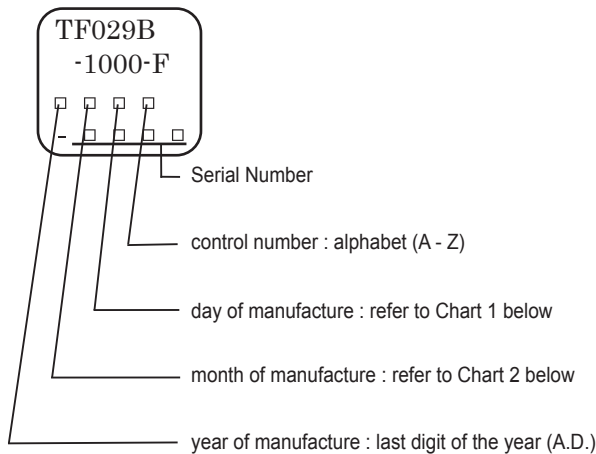 TF029B
-1000-F
□ □ □ □
- □ □ □ □
Serial Number
control number : alphabet (A - Z)
day of manufacture : refer to Chart 1 below
month of manufacture : refer to Chart 2 below
year of manufacture : last digit of the year (A.D.)